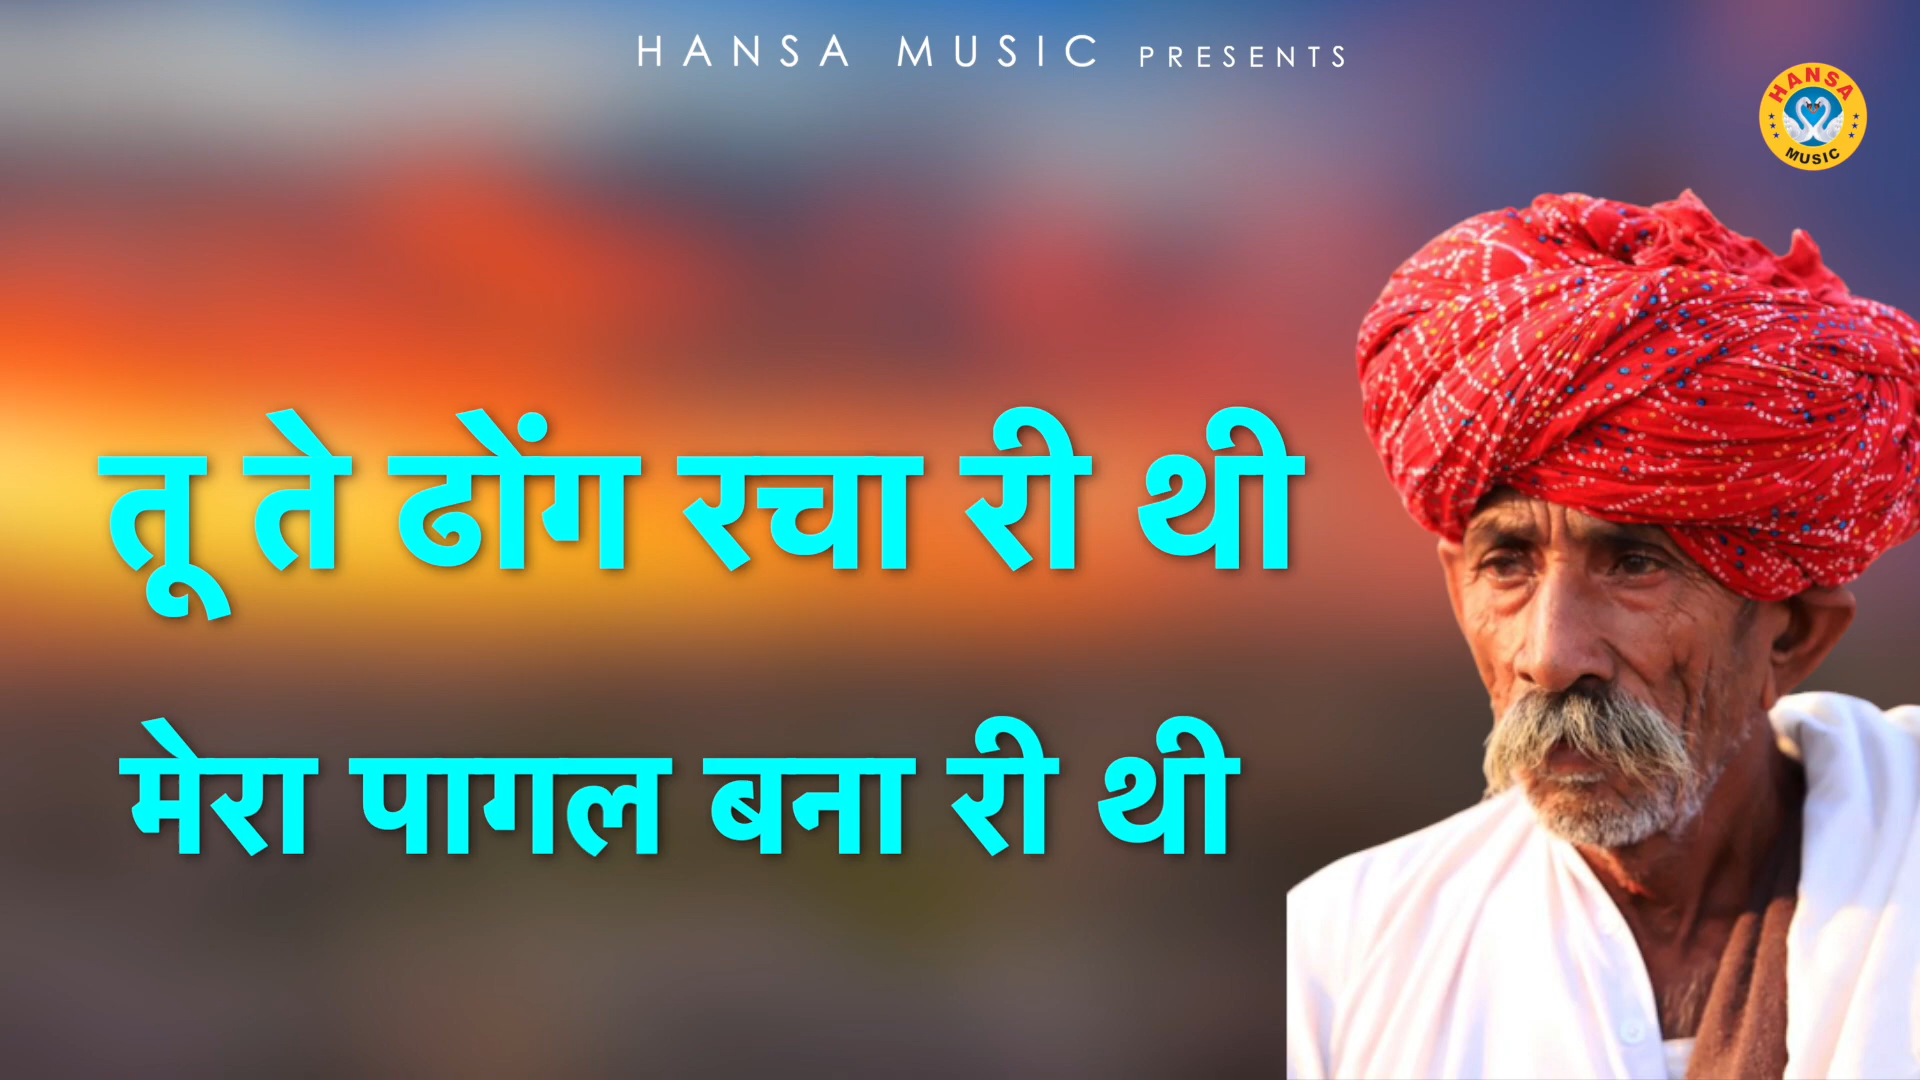 HANSA MUSIC PRESENTS
HANSA
MUSIC
तू ते ढोंग रचा री थी
मेरा पागल बना री थी